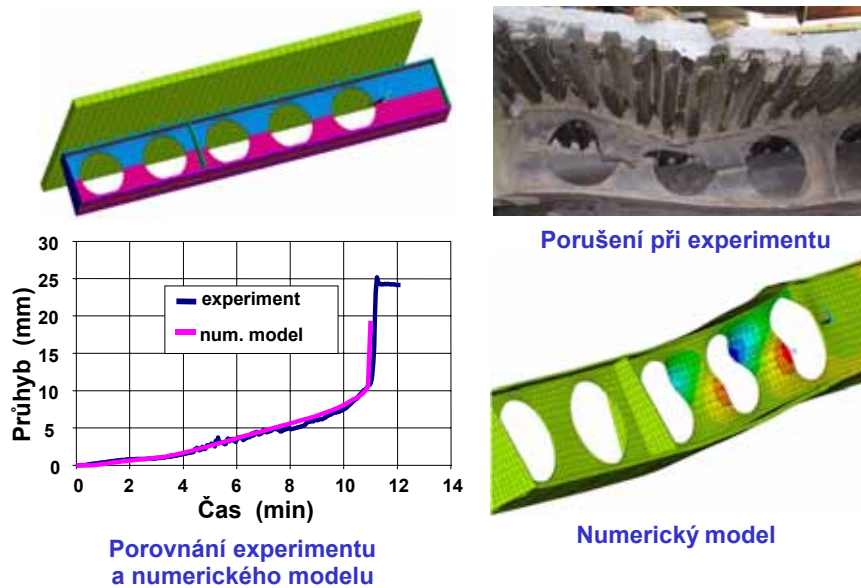 Porušení při experimentu
30
25
20
15
10
5
0
Průhyb (mm)
experiment
num. model
0 2 4 6 8 10 12 14
Čas (min)
Porovnání experimentu
a numerického modelu
Numerický model